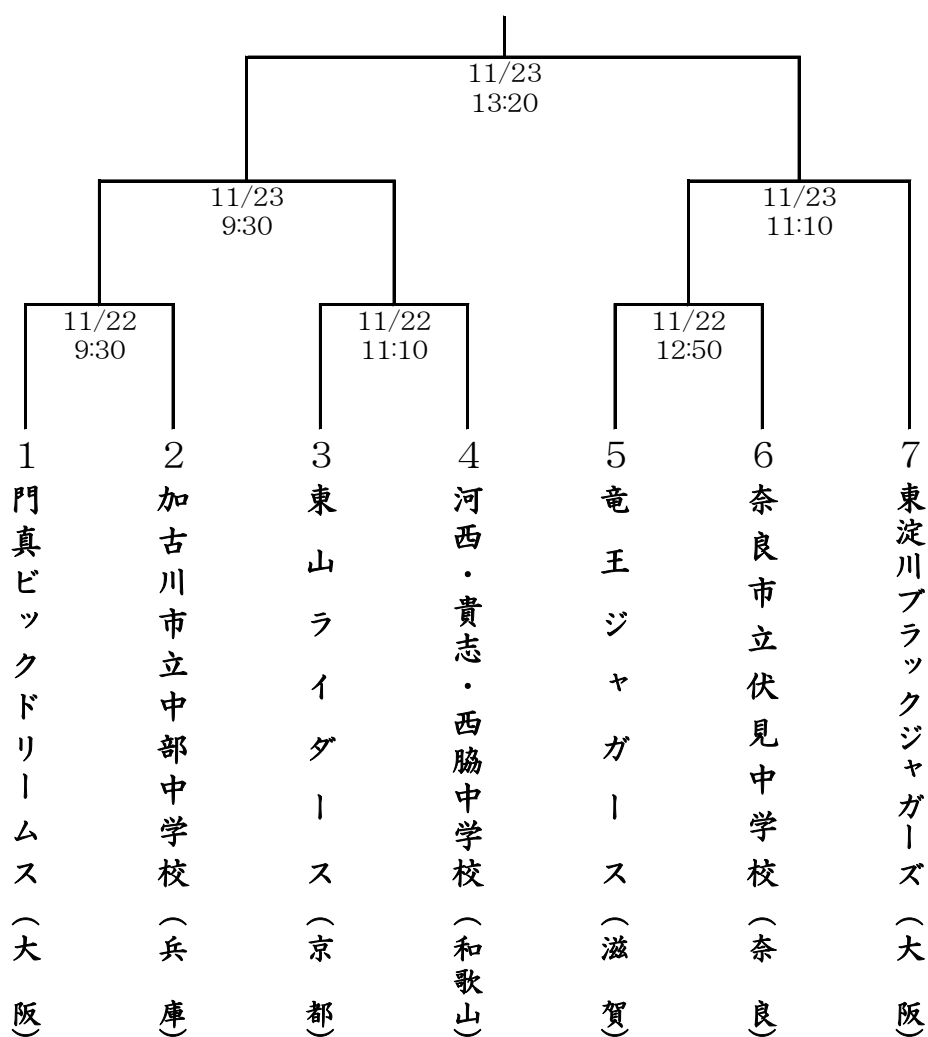 11/23
13:20
11/23
9:30
11/23
11:10
11/22
9:30
11/22
11:10
11/22
12:50
1
門真ビックドリームス（大阪）
2
加古川市立中部中学校（兵庫）
3
東山ライダース（京都）
4
河西・貴志・西脇中学校（和歌山）
5
竜王ジャガース（滋賀）
6
奈良市立伏見中学校（奈良）
7
東淀川ブラックジャガーズ（大阪）